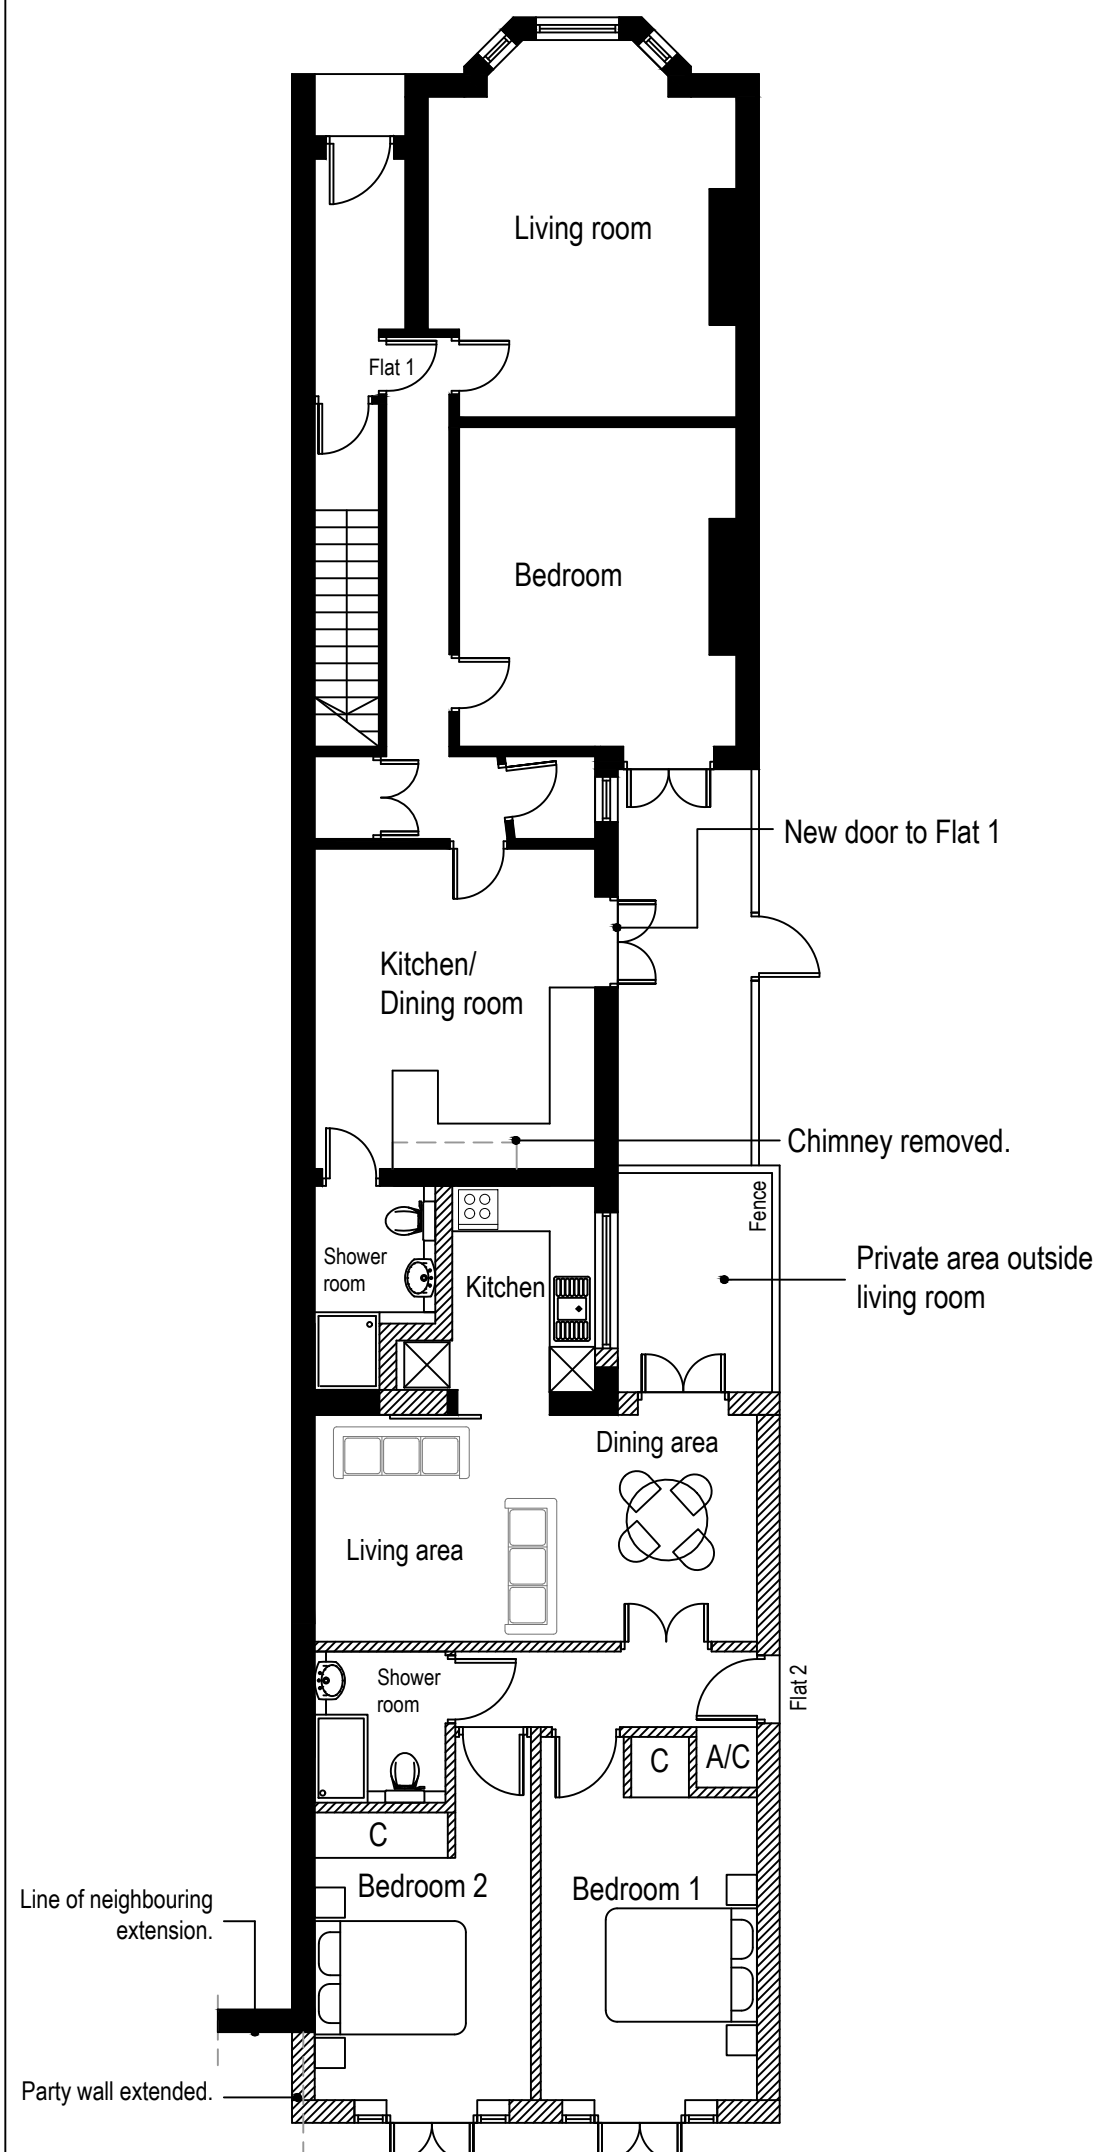 Living room
Flat 1
Bedroom
New door to Flat 1
Kitchen/
Dining room
Chimney removed.
Fence
Shower
room
Kitchen
Private area outside
living room
Dining area
Living area
Shower
room
Flat 2
C
A/C
C
Bedroom 2
Bedroom 1
Line of neighbouring
extension.
Party wall extended.